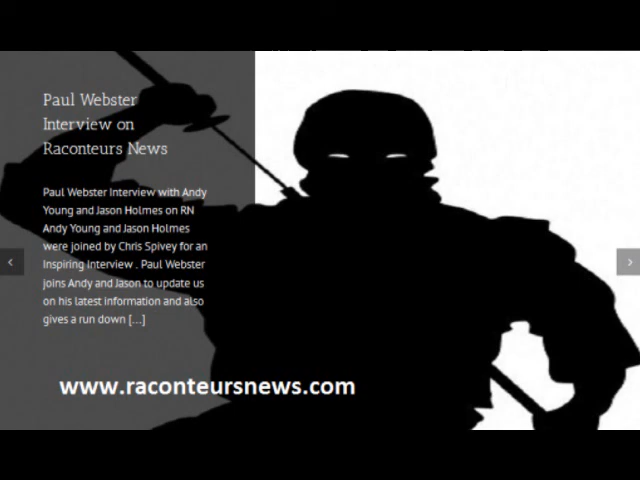 Paul Webster
Interview on
Raconteurs News
Paul Webster Interview with Andy
Young and Jason Holmes on RN
Andy Young and Jason Holmes
were joined by Chris Spivey for an
Inspiring Interview . Paul Webster
joins Andy and Jason to update us
on his latest information and also
gives a run down [...]
www.raconteursnews.com